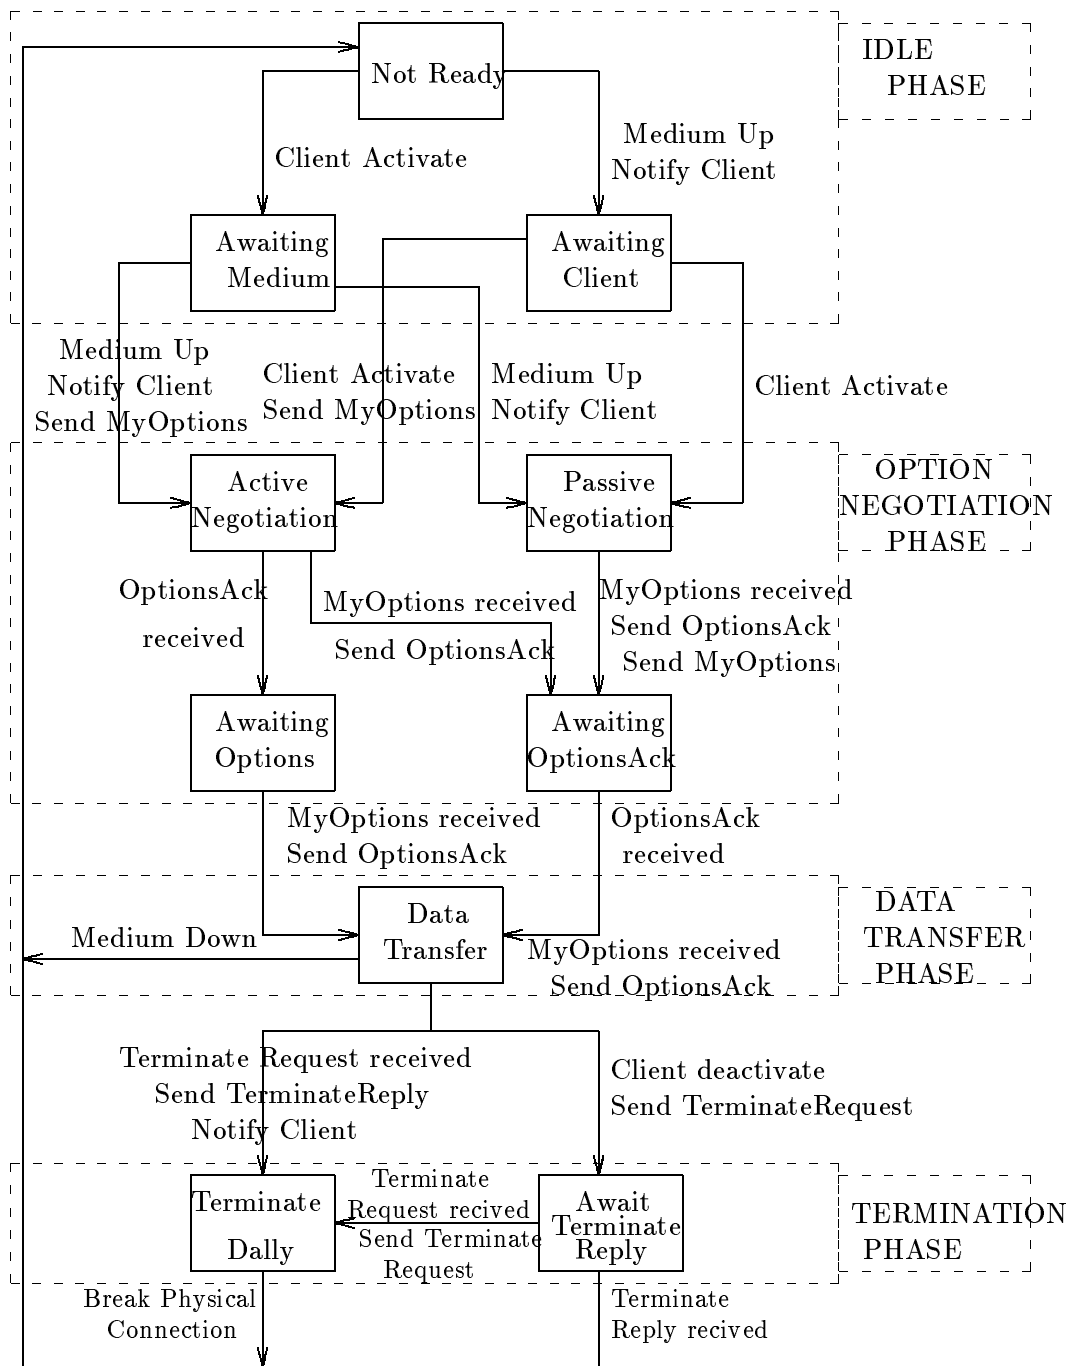 Not Ready
IDLE
PHASE
Client Activate
Medium Up
Notify Client
Awaiting
Medium
Awaiting
Client
Medium Up
Notify Client
Send MyOptions
Client Activate
Send MyOptions
Medium Up
Notify Client
Client Activate
Active
Negotiation
Passive
Negotiation
OPTION
NEGOTIATION
PHASE
OptionsAck
received
MyOptions received
Send OptionsAck
MyOptions received
Send OptionsAck
Send MyOptions
Awaiting
Options
Awaiting
OptionsAck
MyOptions received
Send OptionsAck
OptionsAck
received
Data
Transfer
DATA
TRANSFER
PHASE
Medium Down
MyOptions received
Send OptionsAck
Terminate Request received
Send TerminateReply
Notify Client
Client deactivate
Send TerminateRequest
Terminate
Dally
Terminate
Request recived
Send Terminate
Request
Await
Terminate
Reply
TERMINATION
PHASE
Break Physical
Connection
Terminate
Reply recived